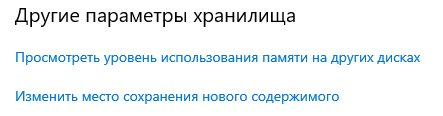 Другие параметры хранилища
Просмотреть уровень использования памяти на других дисках
Изменить место сохранения нового содержимого